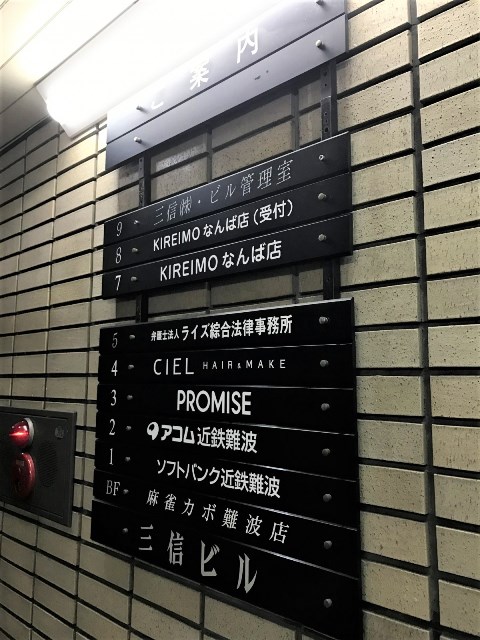 ご案内
9 三信㈱・ビル管理室
8 KIREIMOなんば店(受付)
7 KIREIMOなんば店
5 弁護士法人ライズ綜合法律事務所
4 CIEL HAIR&MAKE
3 PROMISE
2 アコム近鉄難波
1 ソフトバンク近鉄難波
BF 麻雀カボ難波店
三信ビル